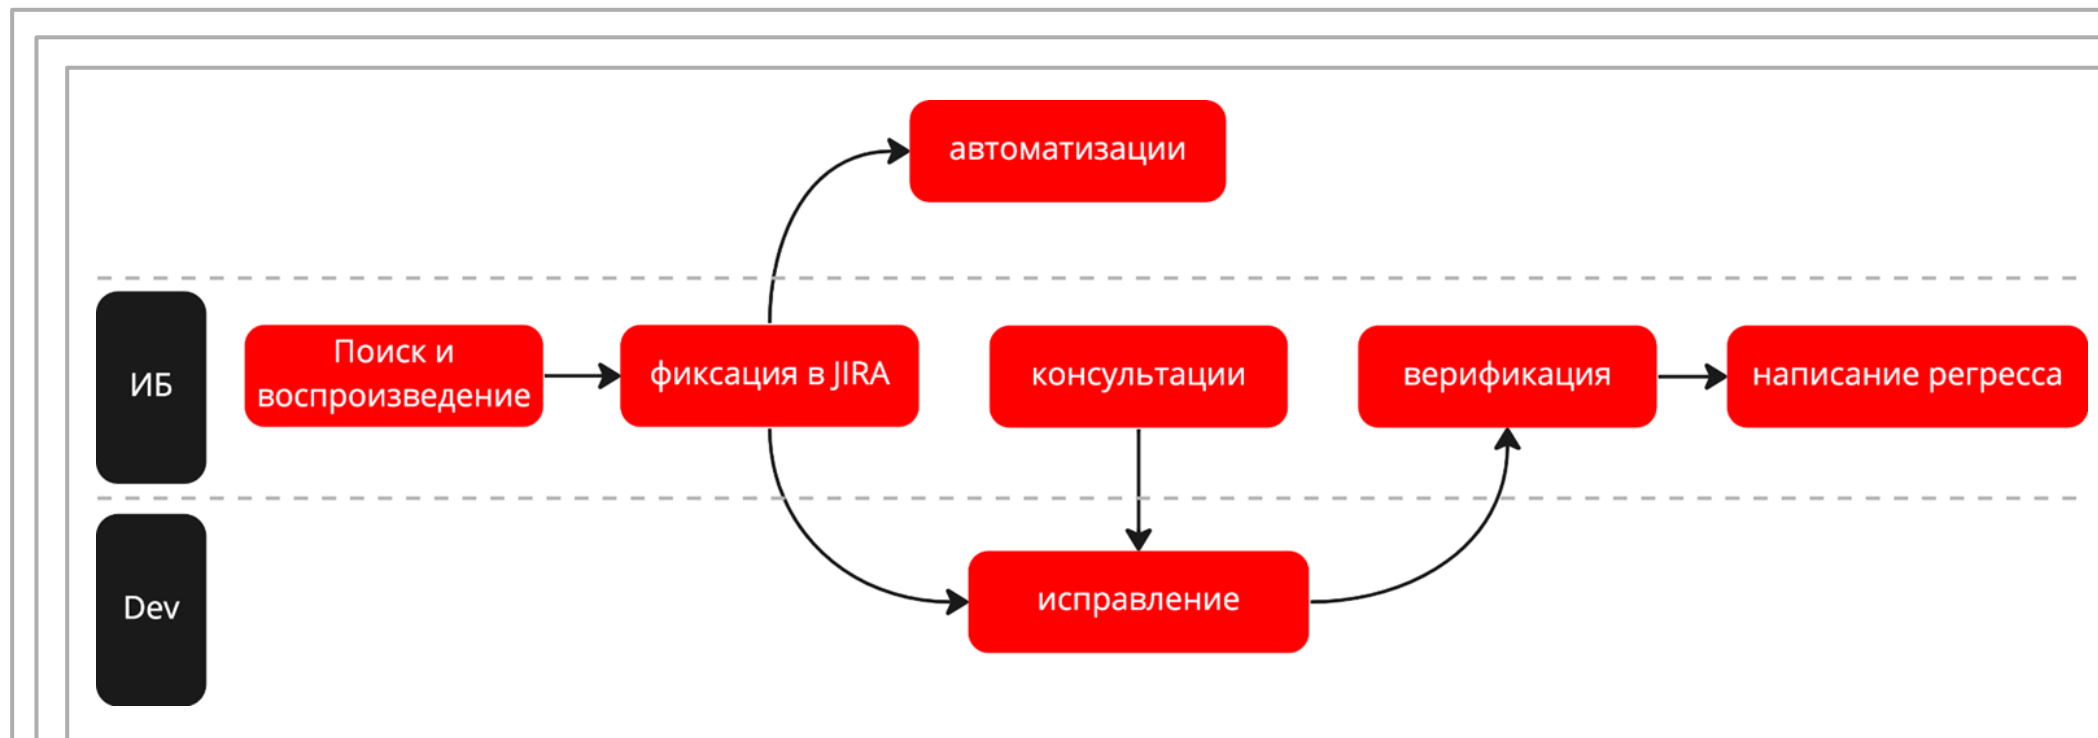 автоматизации
ИБ
Поиск и
воспроизведение
фиксация в JIRA
консультации
верификация
написание регресса
Dev
исправление